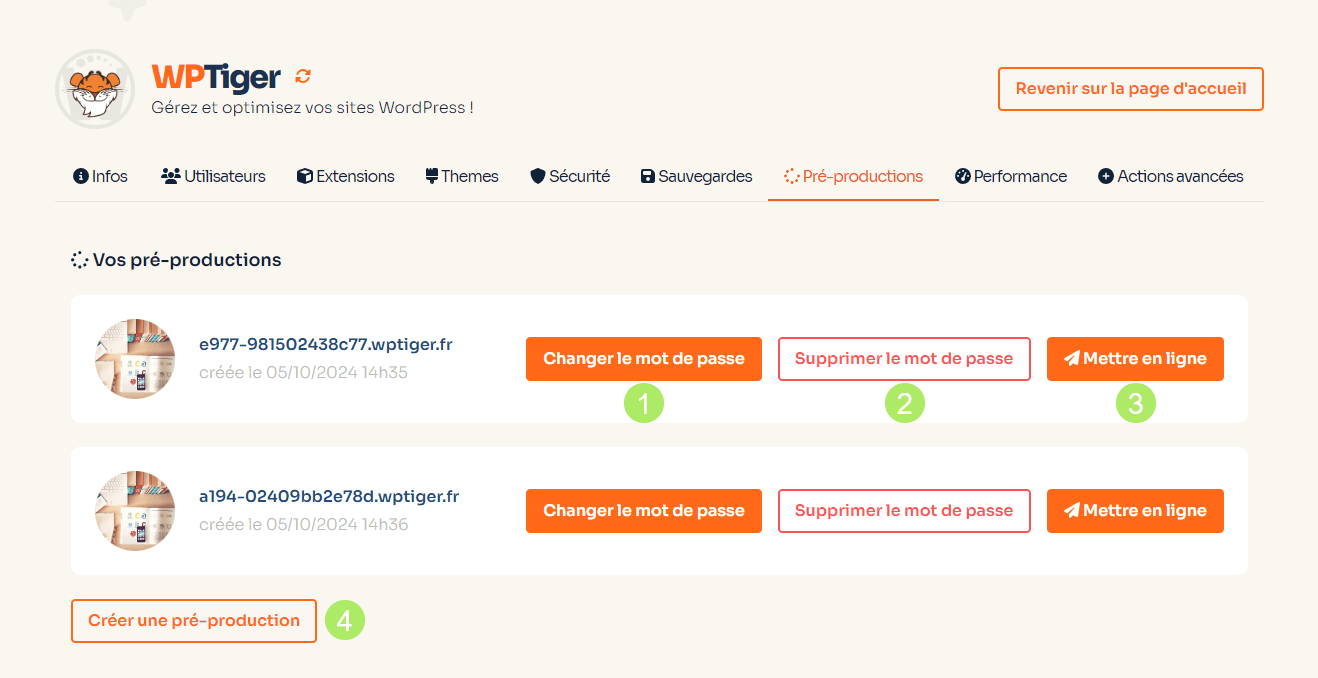 WPTiger
Gérez et optimisez vos sites WordPress !
Revenir sur la page d'accueil
Infos Utilisateurs Extensions Themes Sécurité Sauvegardes Pré-productions Performance Actions avancées
Vos pré-productions
e977-981502438c77.wptiger.fr
créée le 05/10/2024 14h35
Changer le mot de passe Supprimer le mot de passe Mettre en ligne
1 2 3
a194-02409bb2e78d.wptiger.fr
créée le 05/10/2024 14h36
Changer le mot de passe Supprimer le mot de passe Mettre en ligne
Créer une pré-production 4